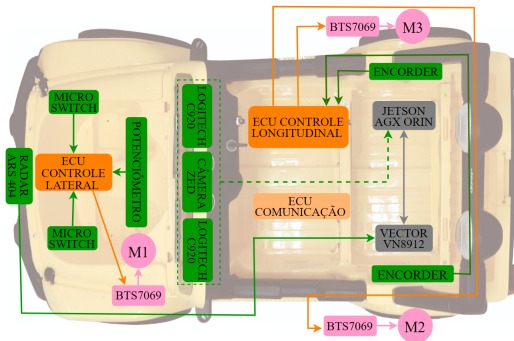 BTS7069
M3
ENCORDER
MICRO
SWITCH
LOGITECH
C920
ECU CONTROLE
LONGITUDINAL
JETSON
AGX ORIN
POTENCIÔMETRO
RADAR
ARS 404
ECU
CONTROLE
LATERAL
CÂMERA
ZED
ECU
COMUNICAÇÃO
MICRO
SWITCH
M1
LOGITECH
C920
VECTOR
VN8912
ENCORDER
BTS7069
BTS7069
M2